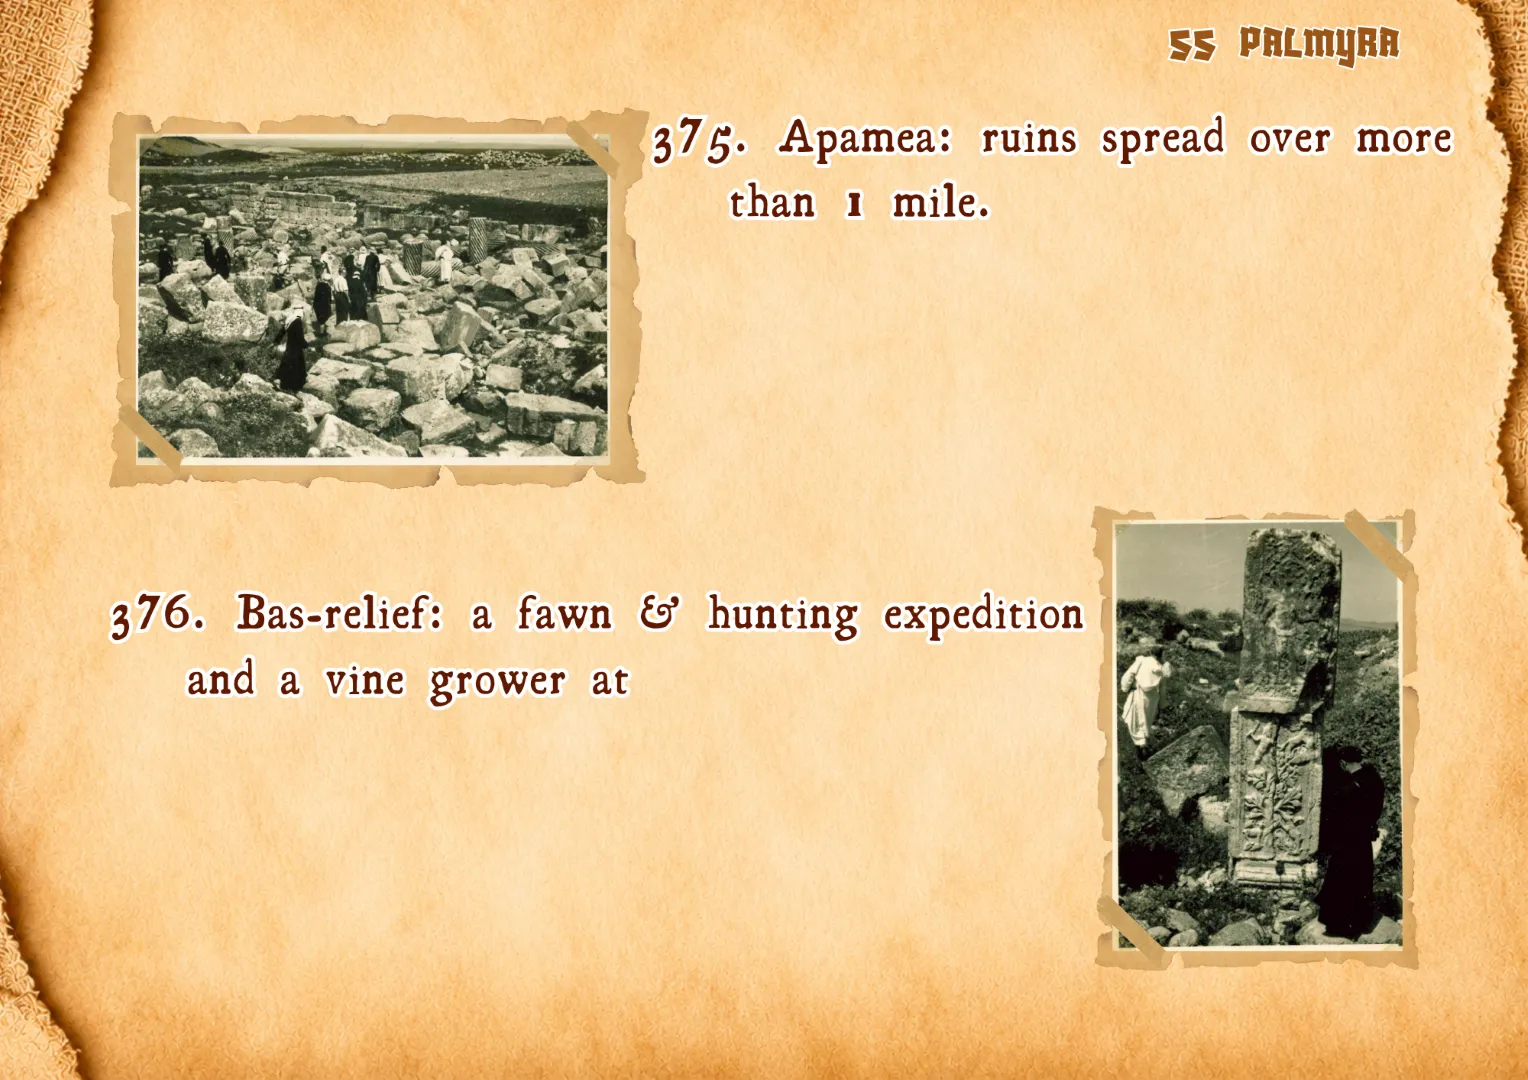 55 PALMYRA
375. Apamea: ruins spread over more
than 1 mile.
376. Bas-relief: a fawn & hunting expedition
and a vine grower at